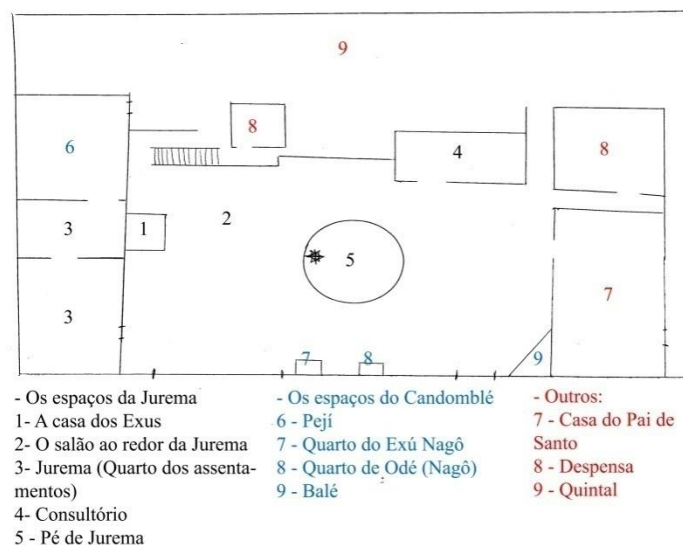 9
8
6
4
8
3
1
2
5
7
3
7
8
9
- Os espaços da Jurema
1- A casa dos Exus
2- O salão ao redor da Jurema
3- Jurema (Quarto dos assenta-
mentos)
4- Consultório
5 - Pé de Jurema
- Os espaços do Candomblé
6 - Pejí
7 - Quarto do Exú Nagô
8 - Quarto de Odé (Nagô)
9 - Balé
- Outros:
7 - Casa do Pai de
Santo
8 - Despensa
9 - Quintal